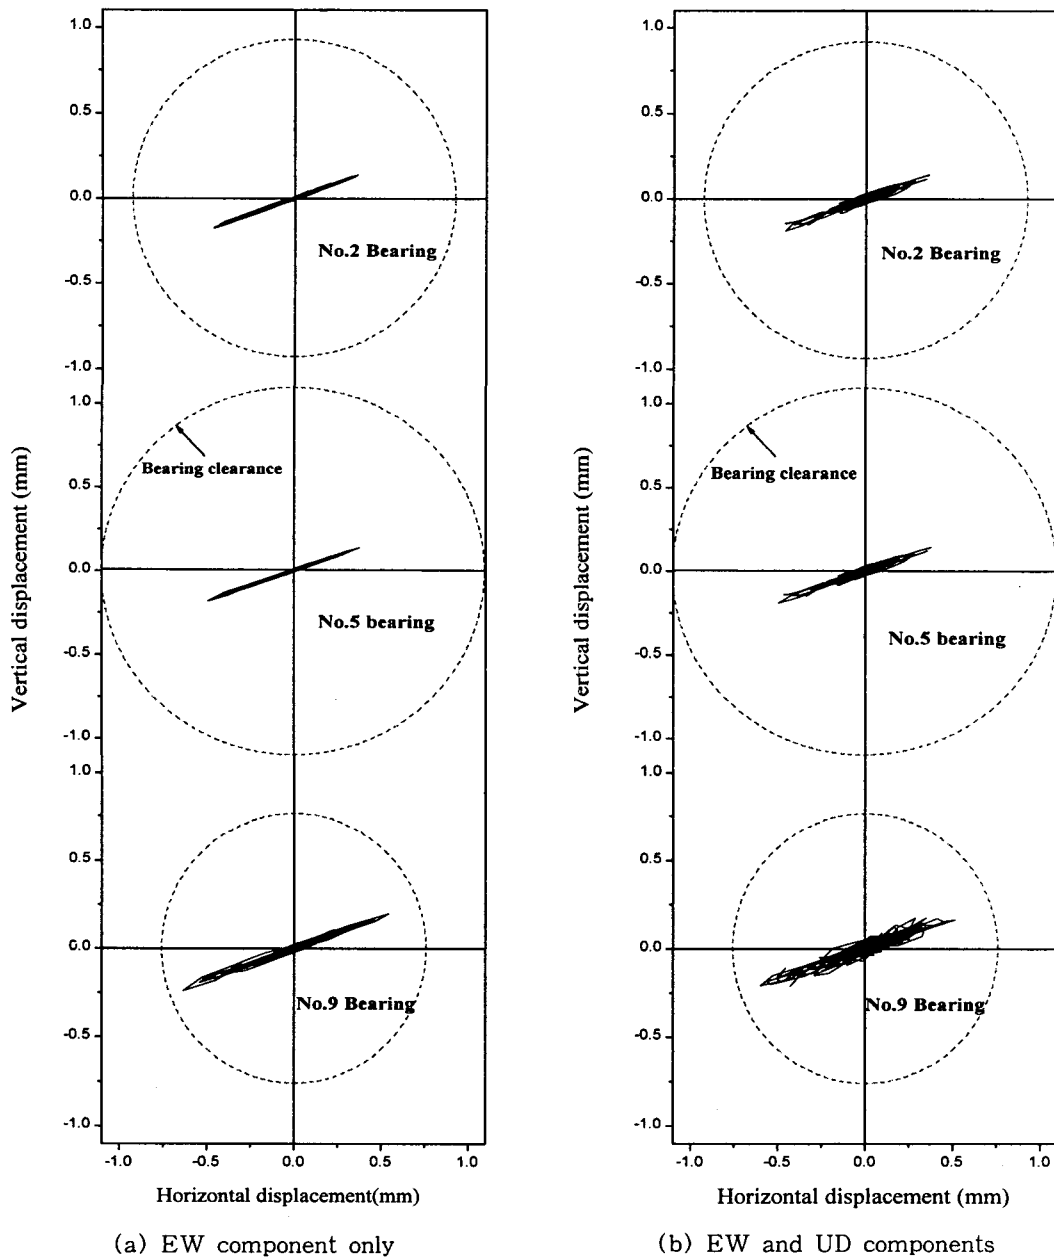 1.0
0.5
0.0
-0.5
-1.0
No.2 Bearing
1.0
0.5
0.0
-0.5
-1.0
Bearing clearance
No.5 bearing
1.0
0.5
0.0
-0.5
-1.0
No.9 Bearing
-1.0 -0.5 0.0 0.5 1.0
Vertical displacement (mm)
Horizontal displacement(mm)
(a) EW component only
1.0
0.5
0.0
-0.5
-1.0
No.2 Bearing
1.0
0.5
0.0
-0.5
-1.0
Bearing clearance
No.5 bearing
1.0
0.5
0.0
-0.5
-1.0
No.9 Bearing
-1.0 -0.5 0.0 0.5 1.0
Vertical displacement (mm)
Horizontal displacement (mm)
(b) EW and UD components